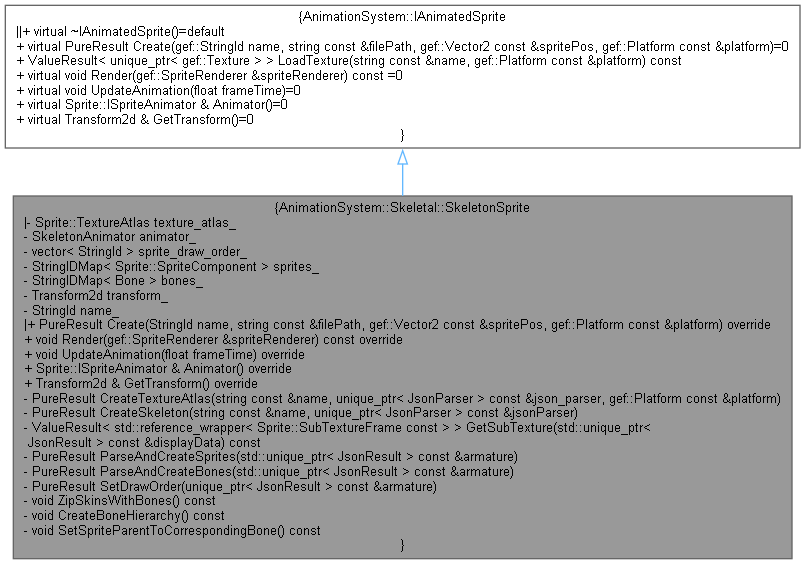 {AnimationSystem::IAnimatedSprite
||+ virtual ~IAnimatedSprite()=default
+ virtual PureResult Create(gef::StringId name, string const &filePath, gef::Vector2 const &spritePos, gef::Platform const &platform)=0
+ ValueResult< unique_ptr< gef::Texture > > LoadTexture(string const &name, gef::Platform const &platform) const
+ virtual void Render(gef::SpriteRenderer &spriteRenderer) const =0
+ virtual void UpdateAnimation(float frameTime)=0
+ virtual Sprite::ISpriteAnimator & Animator()=0
+ virtual Transform2d & GetTransform()=0
}
{AnimationSystem::Skeletal::SkeletonSprite
|- Sprite::TextureAtlas texture_atlas_
- SkeletonAnimator animator_
- vector< StringId > sprite_draw_order_
- StringIDMap< Sprite::SpriteComponent > sprites_
- StringIDMap< Bone > bones_
- Transform2d transform_
- StringId name_
|+ PureResult Create(StringId name, string const &filePath, gef::Vector2 const &spritePos, gef::Platform const &platform) override
+ void Render(gef::SpriteRenderer &spriteRenderer) const override
+ void UpdateAnimation(float frameTime) override
+ Sprite::ISpriteAnimator & Animator() override
+ Transform2d & GetTransform() override
- PureResult CreateTextureAtlas(string const &name, unique_ptr< JsonParser > const &json_parser, gef::Platform const &platform)
- PureResult CreateSkeleton(string const &name, unique_ptr< JsonParser > const &jsonParser)
- ValueResult< std::reference_wrapper< Sprite::SubTextureFrame const > > GetSubTexture(std::unique_ptr<
JsonResult > const &displayData) const
- PureResult ParseAndCreateSprites(std::unique_ptr< JsonResult > const &armature)
- PureResult ParseAndCreateBones(std::unique_ptr< JsonResult > const &armature)
- PureResult SetDrawOrder(unique_ptr< JsonResult > const &armature)
- void ZipSkinsWithBones() const
- void CreateBoneHierarchy() const
- void SetSpriteParentToCorrespondingBone() const
}